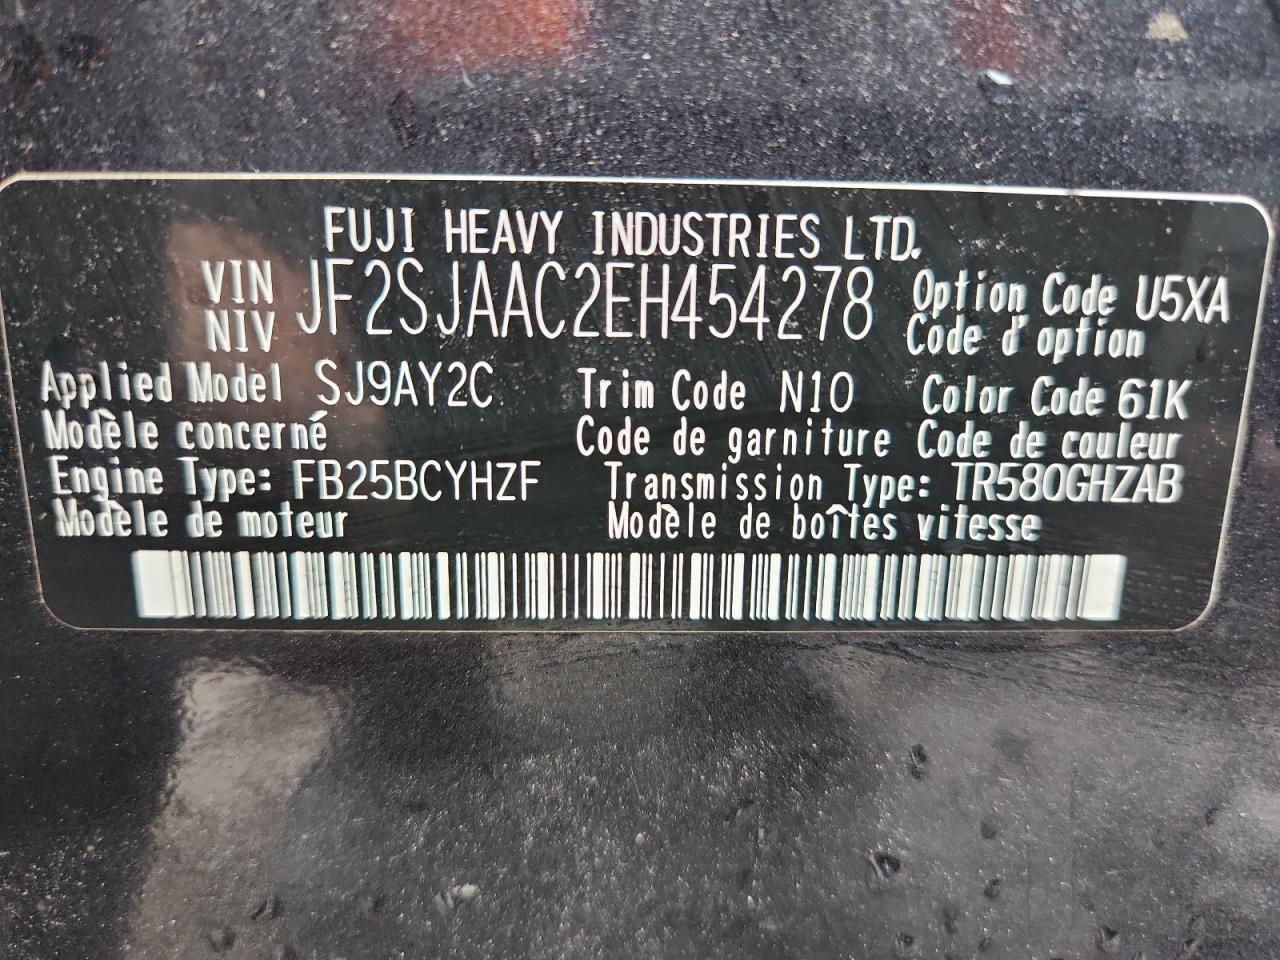 FUJI HEAVY INDUSTRIES LTD.
VIN JF2SJAAC2EH454278 Option Code U5XA
NIV Code d'option
Applied Model SJ9AY2C Trim Code N10 Color Code 61K
Modèle concerné Code de garniture Code de couleur
Engine Type: FB25BCYHZF Transmission Type: TR580GHZAB
Modèle de moteur Modèle de boîtes vitesse